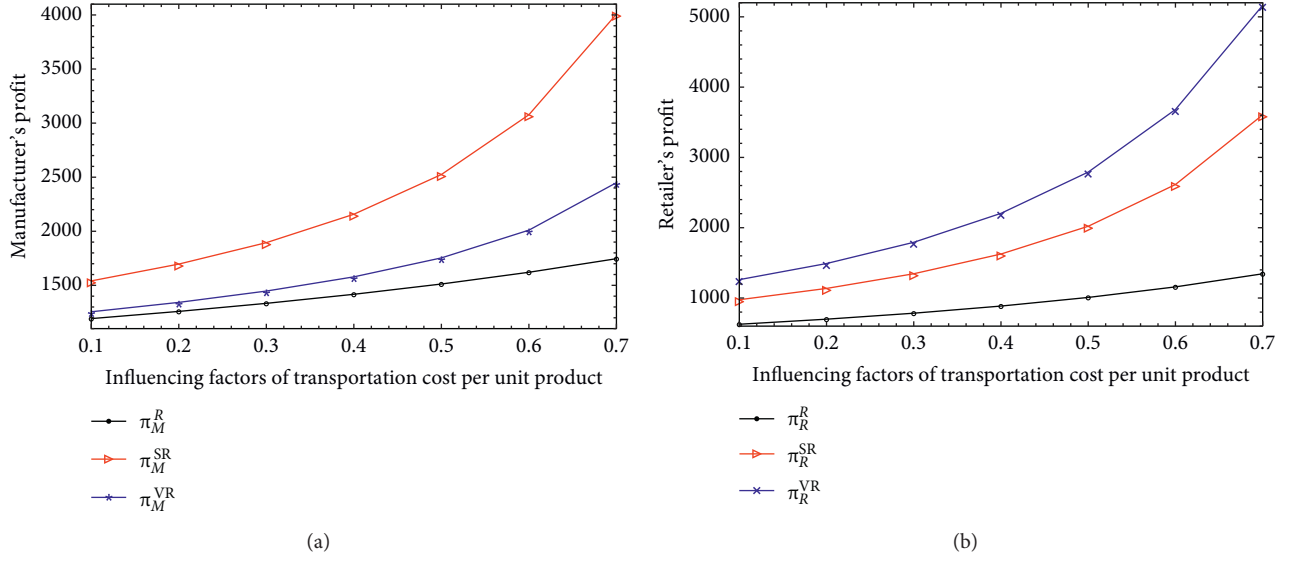 4000
3500
3000
2500
2000
1500
Manufacturer's profit
0.1 0.2 0.3 0.4 0.5 0.6 0.7
Influencing factors of transportation cost per unit product
π_M^R
π_M^SR
π_M^VR
(a)
5000
4000
3000
2000
1000
Retailer's profit
0.1 0.2 0.3 0.4 0.5 0.6 0.7
Influencing factors of transportation cost per unit product
π_R^R
π_R^SR
π_R^VR
(b)